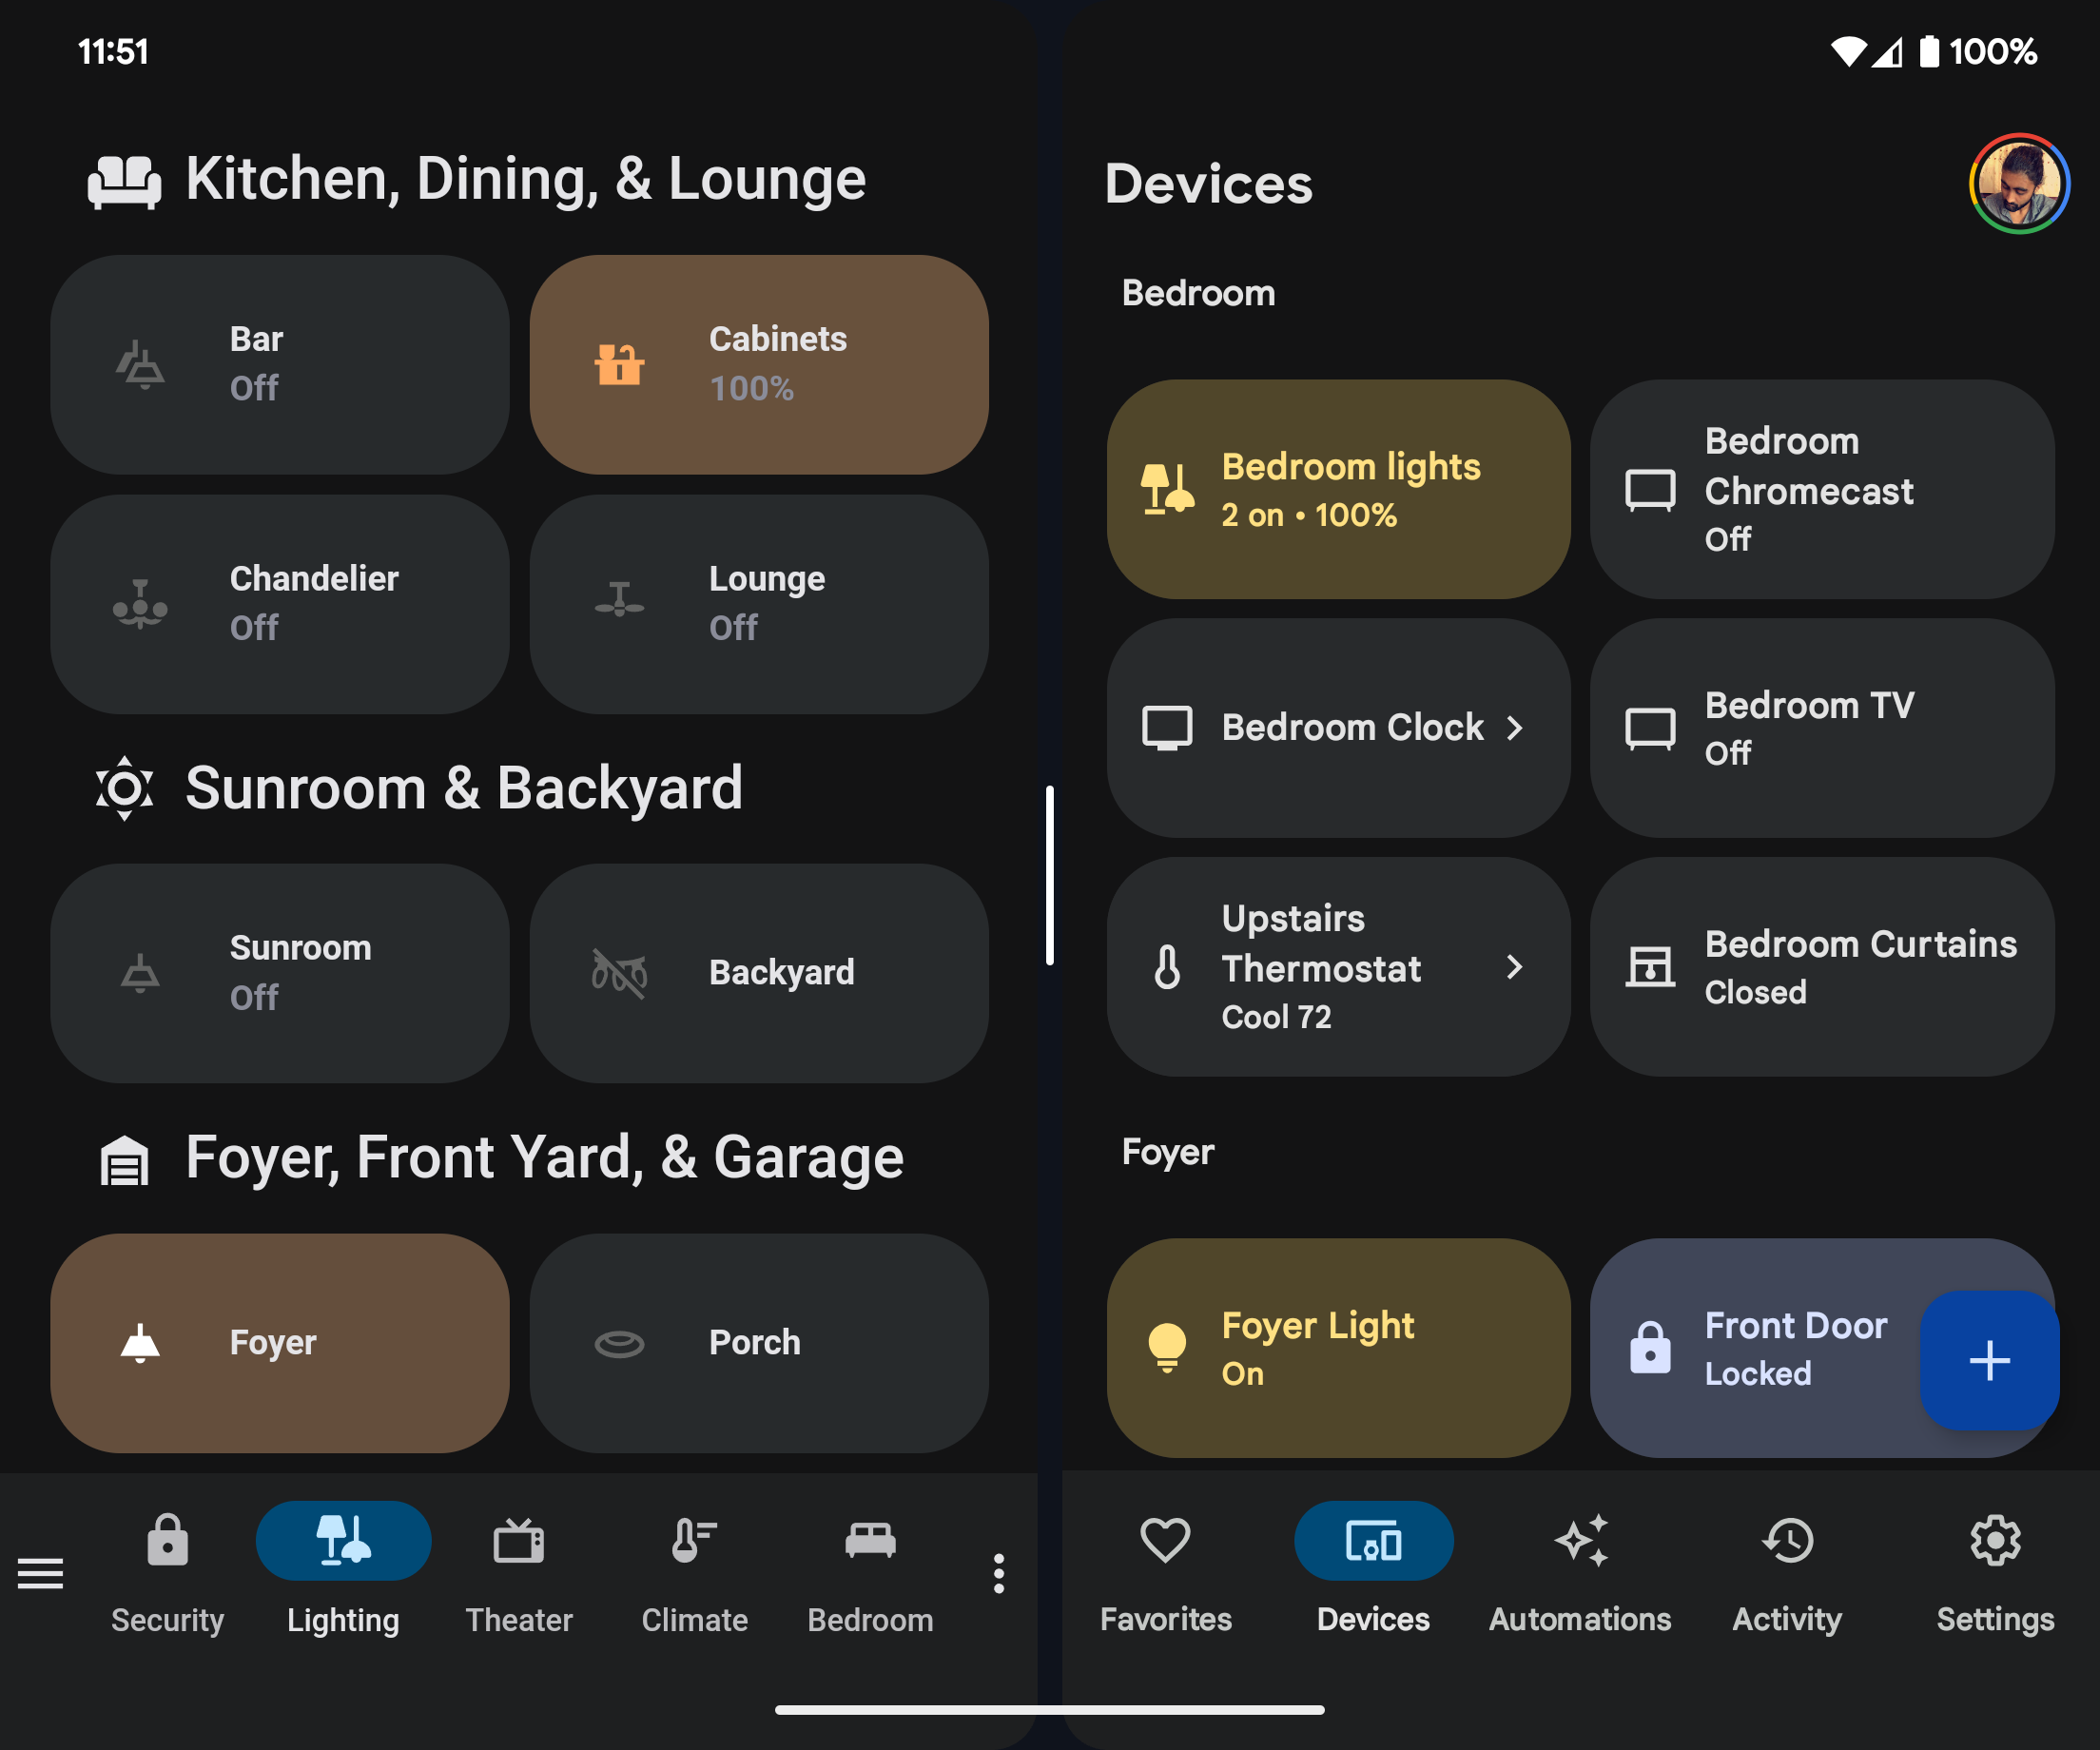 11:51
100%
Kitchen, Dining, & Lounge
Bar
Off
Cabinets
100%
Chandelier
Off
Lounge
Off
Sunroom & Backyard
Sunroom
Off
Backyard
Foyer, Front Yard, & Garage
Foyer
Porch
Security
Lighting
Theater
Climate
Bedroom
Devices
Bedroom
Bedroom lights
2 on • 100%
Bedroom
Chromecast
Off
Bedroom Clock
Bedroom TV
Off
Upstairs
Thermostat
Cool 72
Bedroom Curtains
Closed
Foyer
Foyer Light
On
Front Door
Locked
Favorites
Devices
Automations
Activity
Settings